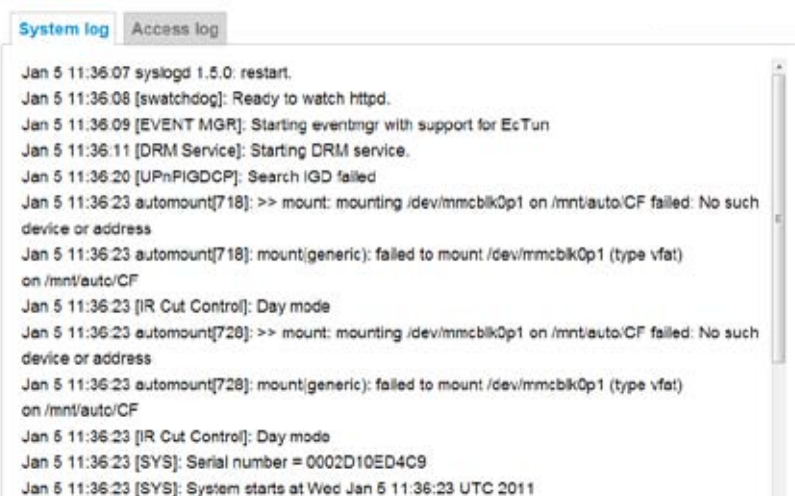 System log Access log
Jan 5 11:36:07 syslogd 1.5.0: restart.
Jan 5 11:36:08 [swatchdog]: Ready to watch httpd.
Jan 5 11:36:09 [EVENT MGR]: Starting eventmgr with support for EcTun
Jan 5 11:36:11 [DRM Service]: Starting DRM service.
Jan 5 11:36:20 [UPnPIGDCP]: Search IGD failed
Jan 5 11:36:23 automount[718]: >> mount: mounting /dev/mmcblk0p1 on /mnt/auto/CF failed: No such
device or address
Jan 5 11:36:23 automount[718]: mount(generic): failed to mount /dev/mmcblk0p1 (type vfat)
on /mnt/auto/CF
Jan 5 11:36:23 [IR Cut Control]: Day mode
Jan 5 11:36:23 automount[728]: >> mount: mounting /dev/mmcblk0p1 on /mnt/auto/CF failed: No such
device or address
Jan 5 11:36:23 automount[728]: mount(generic): failed to mount /dev/mmcblk0p1 (type vfat)
on /mnt/auto/CF
Jan 5 11:36:23 [IR Cut Control]: Day mode
Jan 5 11:36:23 [SYS]: Serial number = 0002D10ED4C9
Jan 5 11:36:23 [SYS]: System starts at Wed Jan 5 11:36:23 UTC 2011